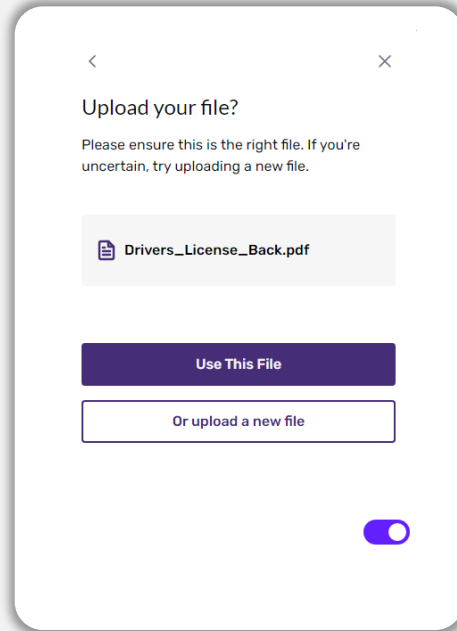 Upload your file?
Please ensure this is the right file. If you're
uncertain, try uploading a new file.
Drivers_License_Back.pdf
Use This File
Or upload a new file